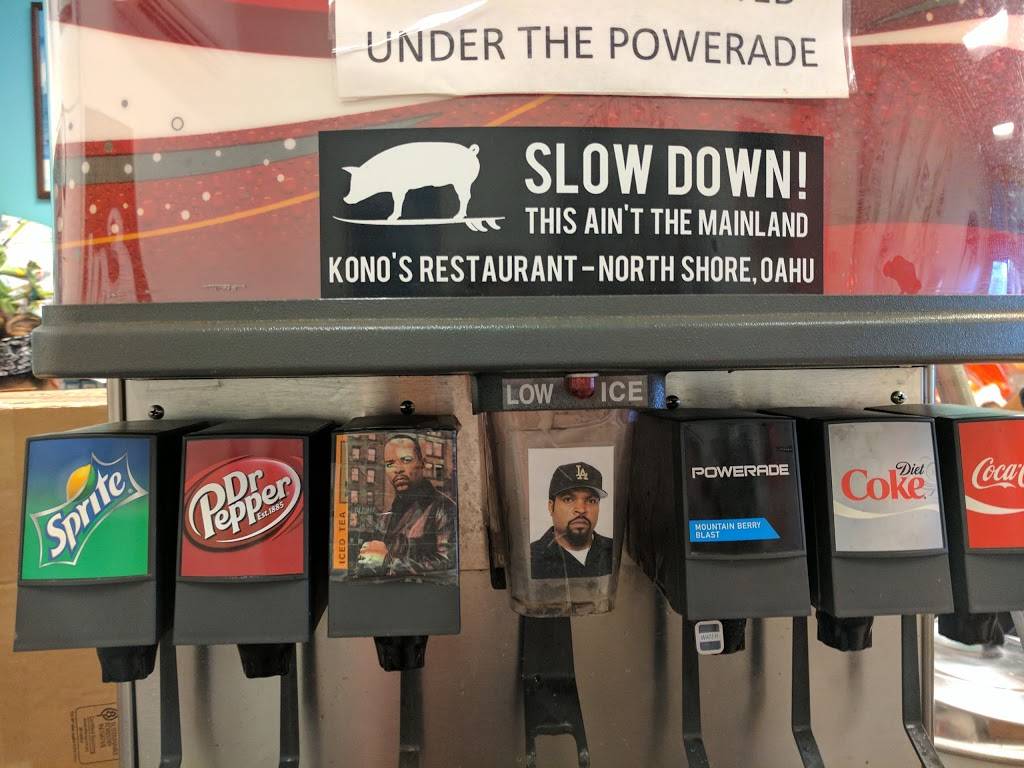 UNDER THE POWERADE
SLOW DOWN!
THIS AIN'T THE MAINLAND
KONO'S RESTAURANT - NORTH SHORE, OAHU
LOW ICE
Sprite
Dr
Pepper
Est. 1885
ICED TEA
LA
POWERADE
MOUNTAIN BERRY
BLAST
WATER
Diet
Coke